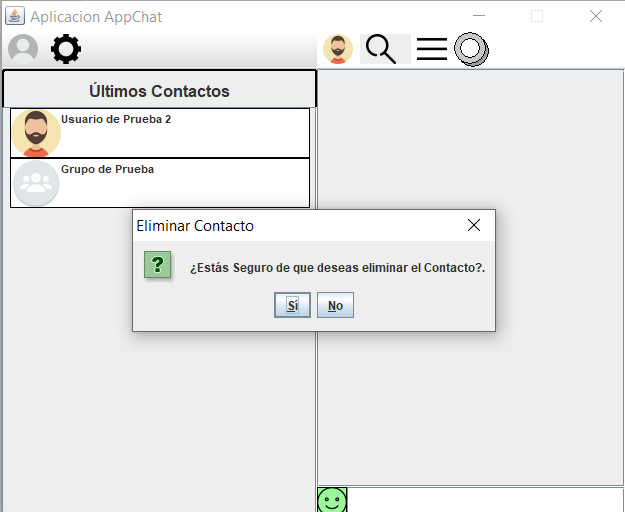 Aplicacion AppChat
Últimos Contactos
Usuario de Prueba 2
Grupo de Prueba
Eliminar Contacto
?
¿Estás Seguro de que deseas eliminar el Contacto?.
Sí No